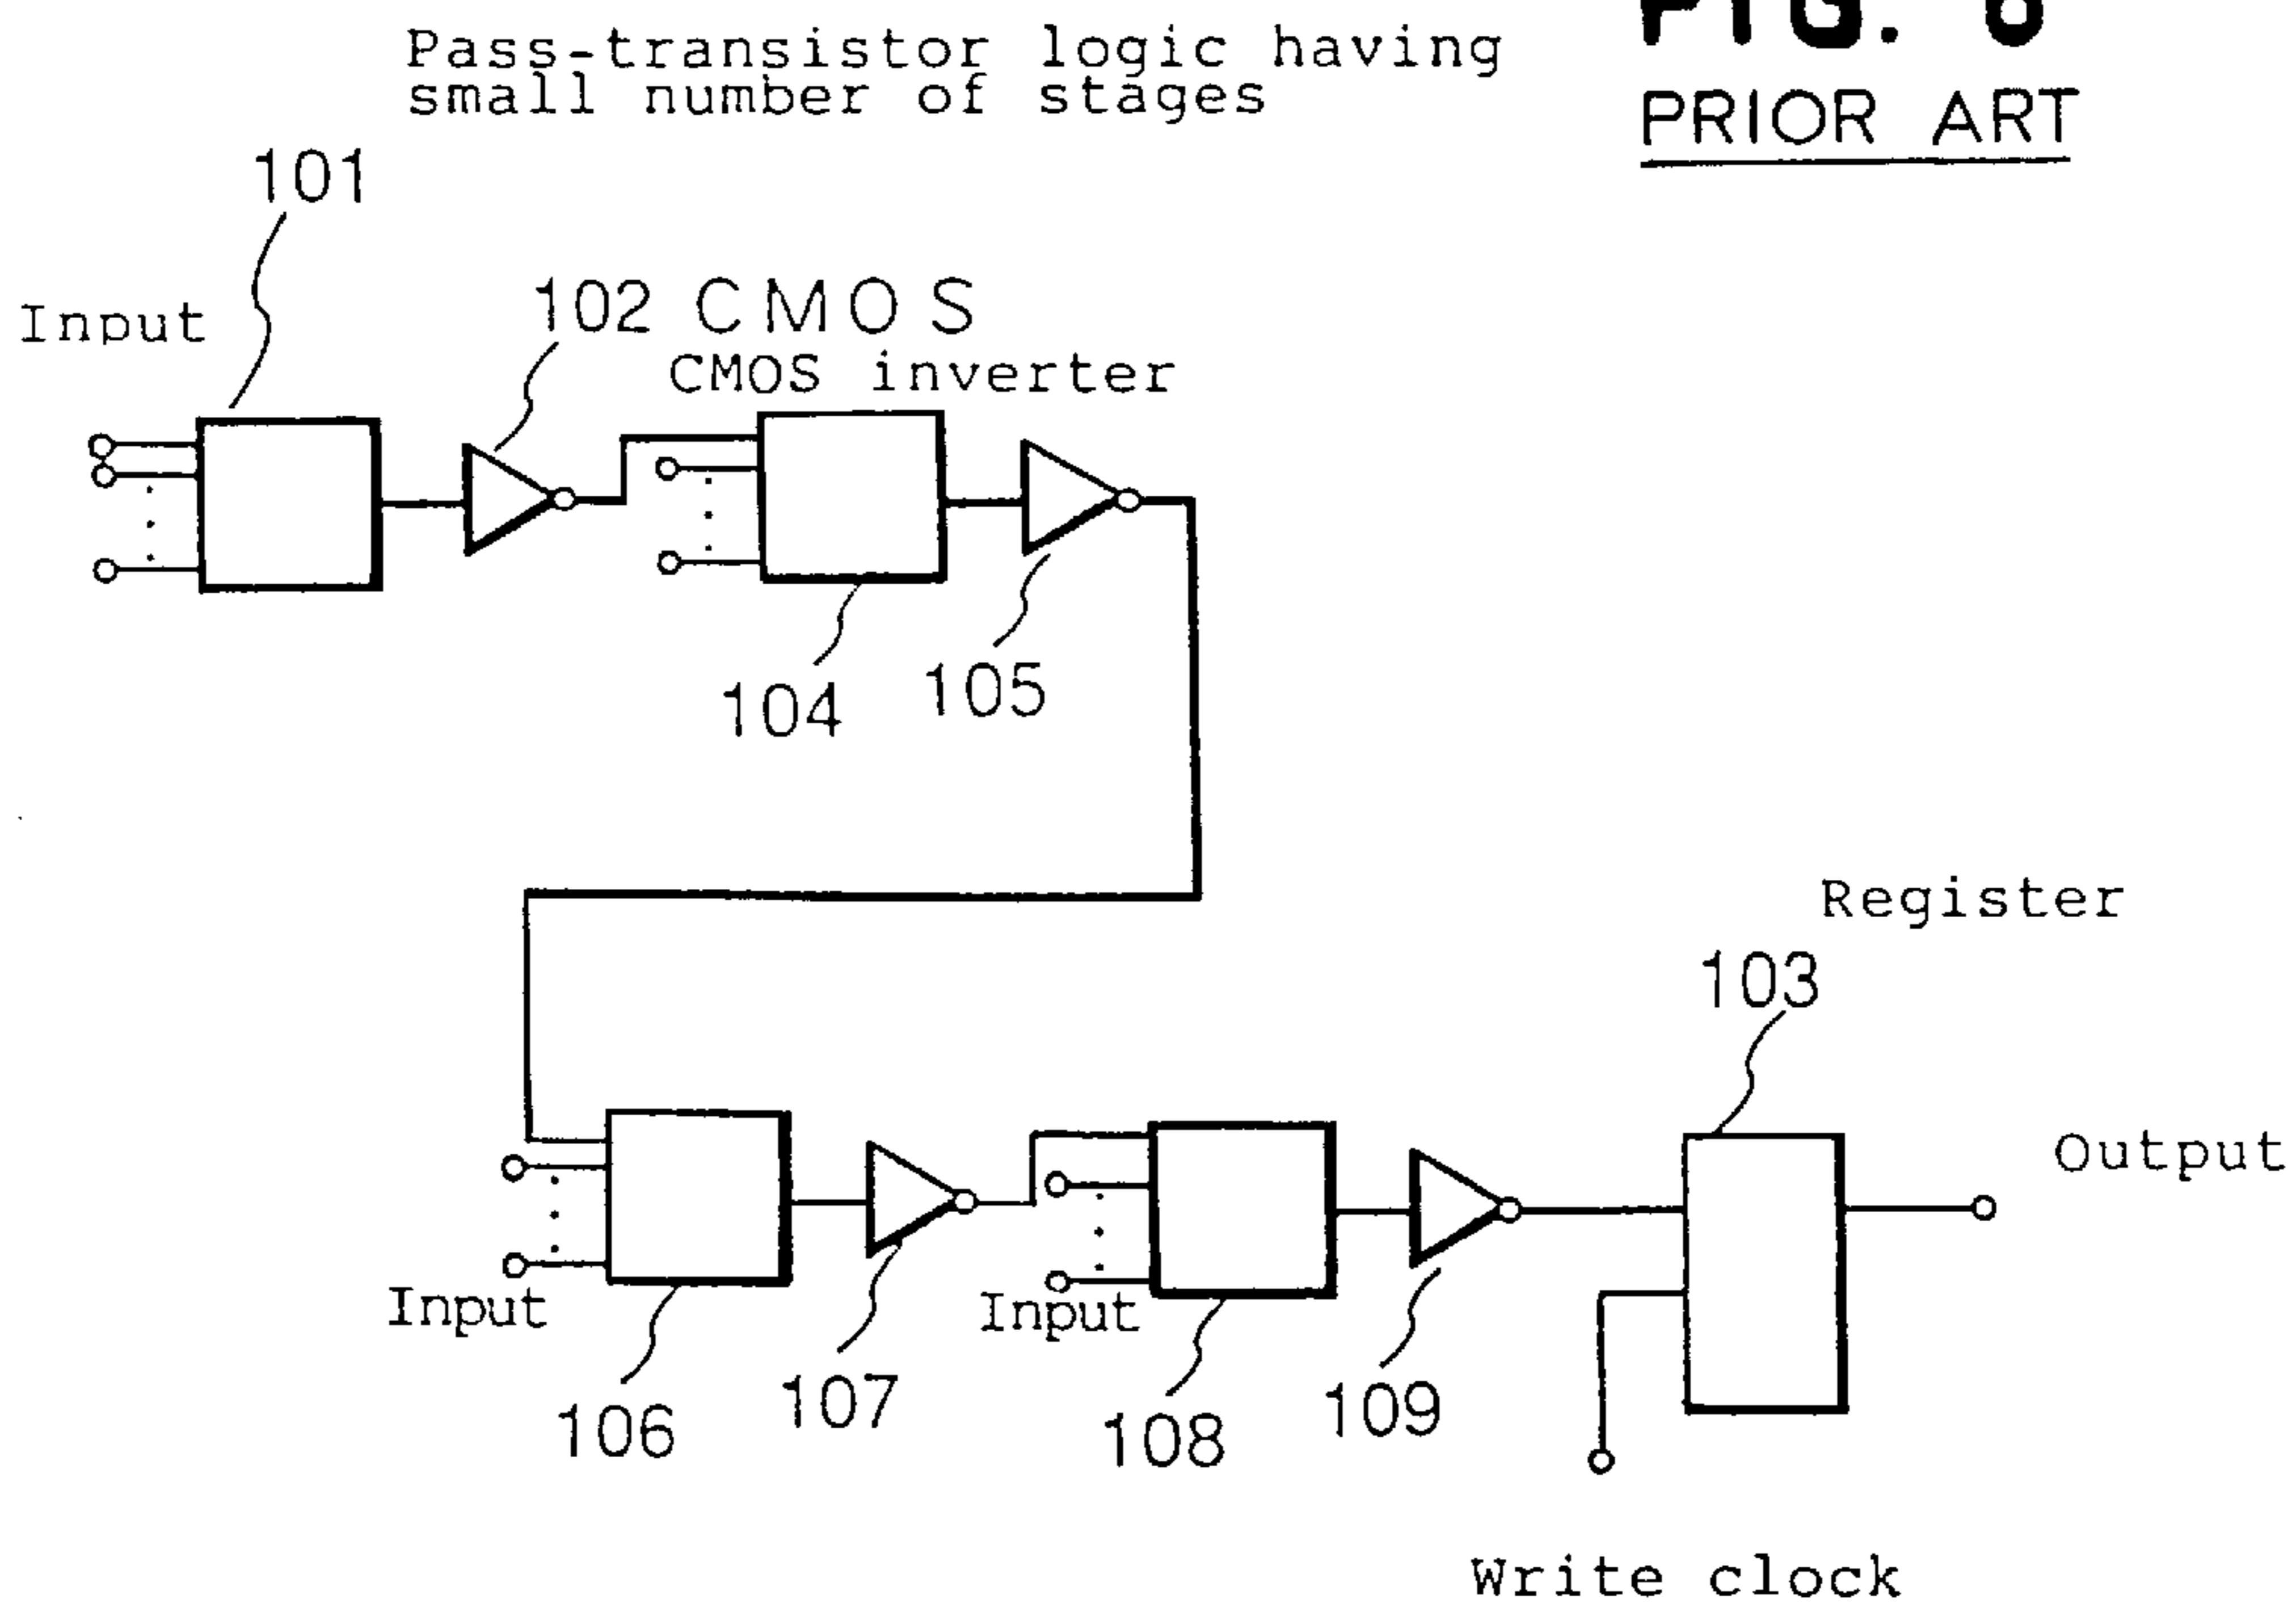 Pass-transistor logic having
small number of stages
FIG.
PRIOR ART
101
Input
102 CMOS
CMOS inverter
104
105
Register
103
Output
Input
Input
106
107
108
109
Write clock